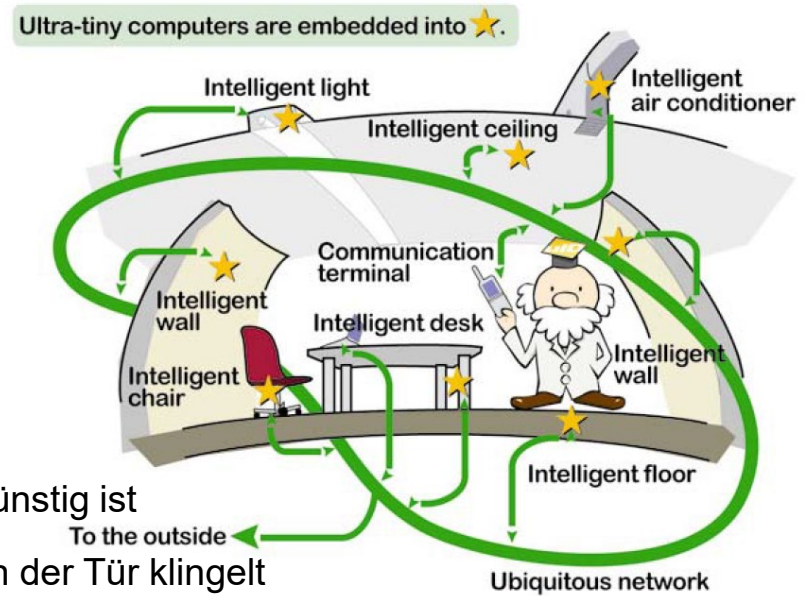 Ultra-tiny computers are embedded into
Intelligent light
Intelligent
air conditioner
Intelligent ceiling
Communication
terminal
Intelligent
wall
Intelligent desk
Intelligent
wall
Intelligent
chair
Intelligent floor
ünstig ist
To the outside
der Tür klingelt
Ubiquitous network